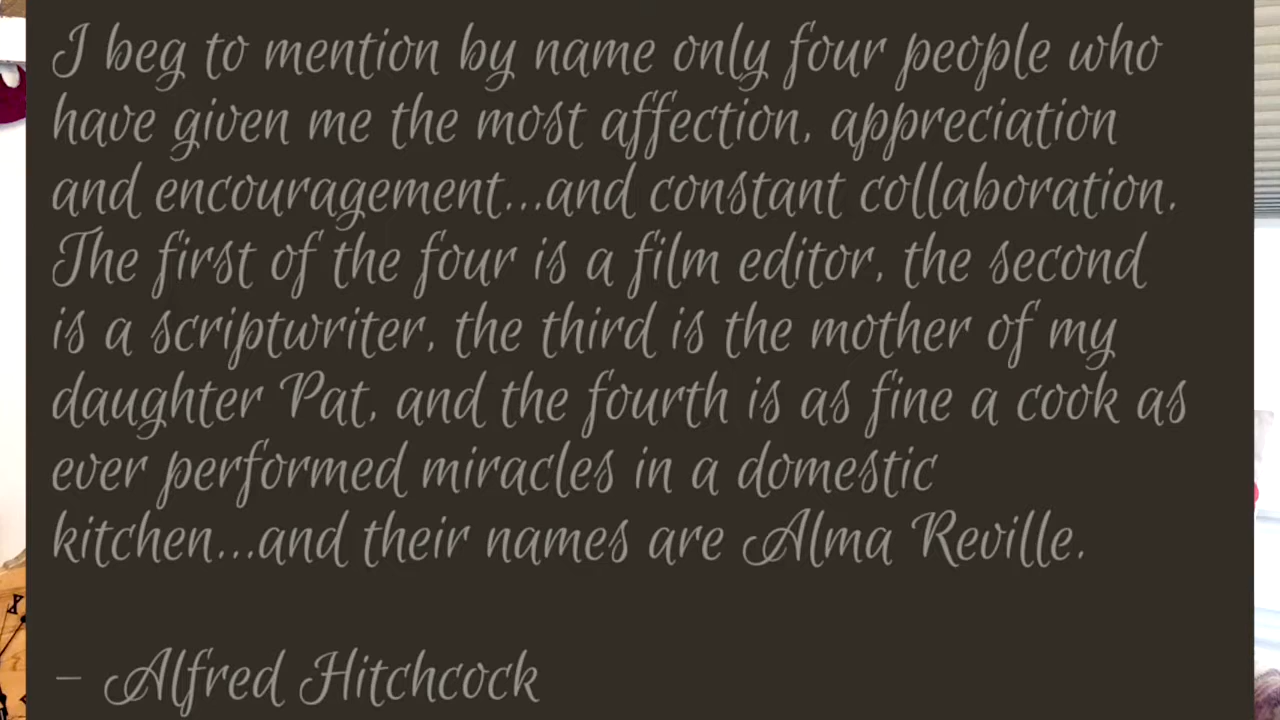 I beg to mention by name only four people who
have given me the most affection, appreciation
and encouragement...and constant collaboration.
The first of the four is a film editor, the second
is a scriptwriter, the third is the mother of my
daughter Pat, and the fourth is as fine a cook as
ever performed miracles in a domestic
kitchen...and their names are Alma Reville.
– Alfred Hitchcock